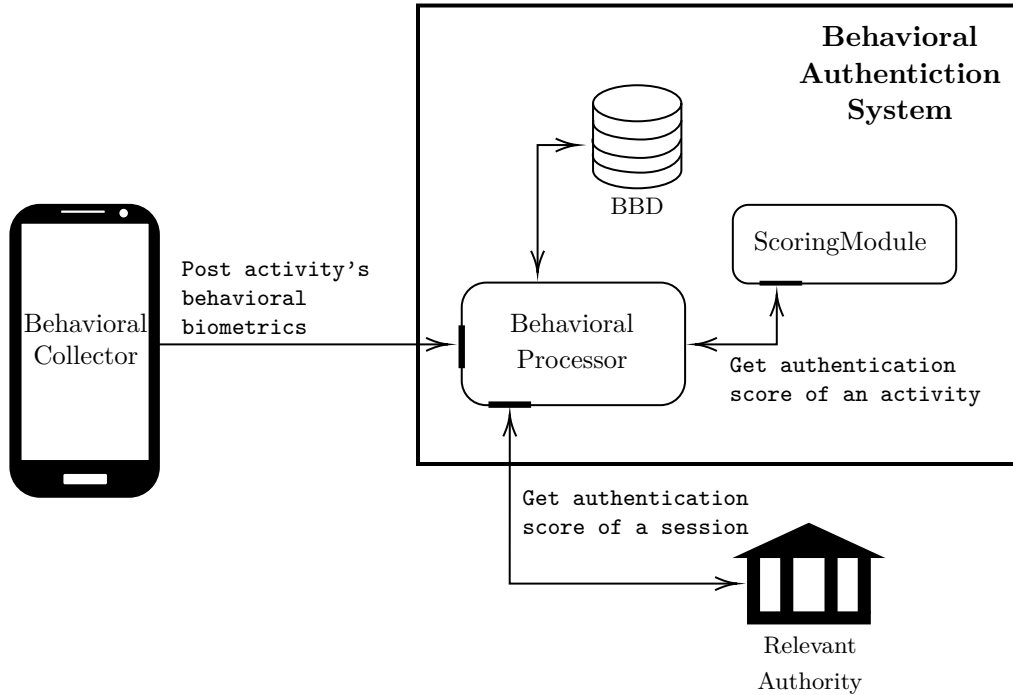 Behavioral
Authentiction
System
BBD
ScoringModule
Post activity's
behavioral
biometrics
Behavioral
Collector
Behavioral
Processor
Get authentication
score of an activity
Get authentication
score of a session
Relevant
Authority